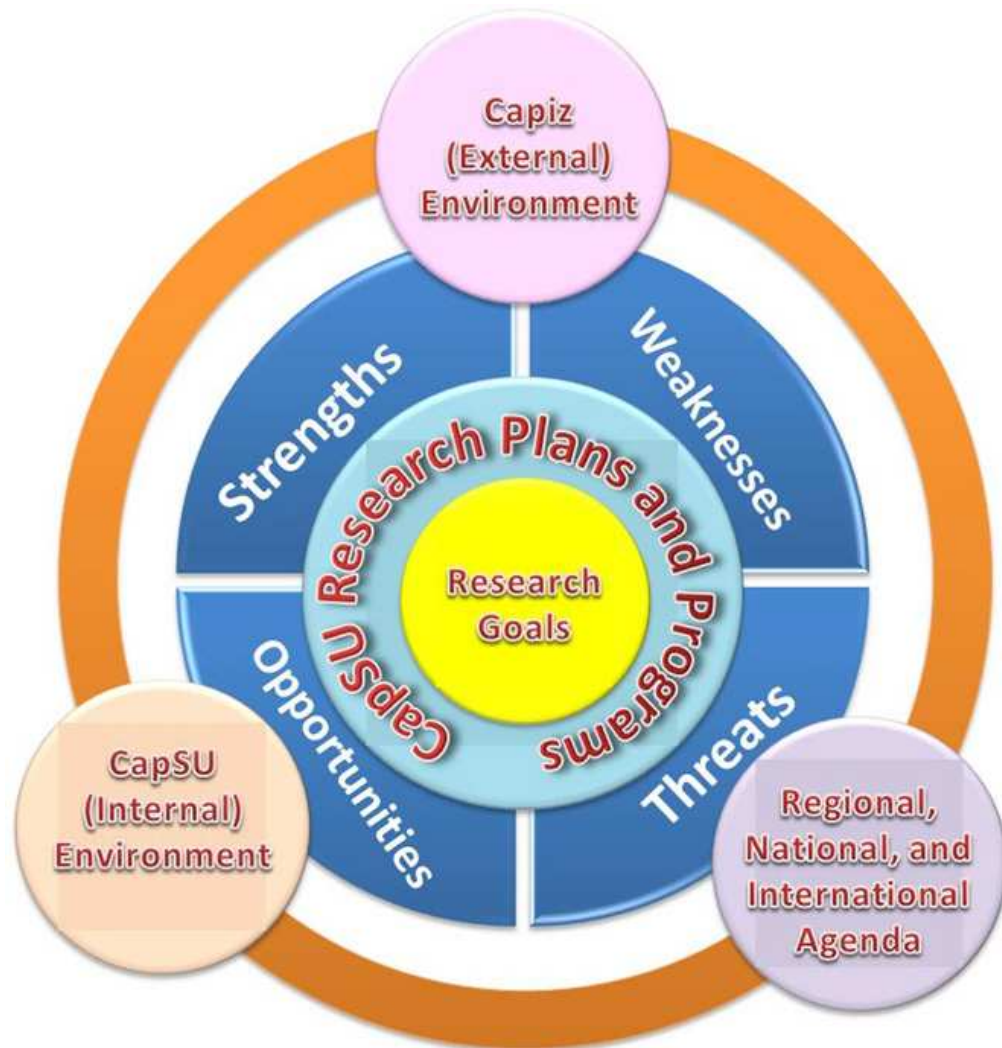 Capiz
(External)
Environment
Strengths
Weaknesses
CapSU Research Plans and Programs
Research
Goals
Opportunities
Threats
CapSU
(Internal)
Environment
Regional,
National, and
International
Agenda